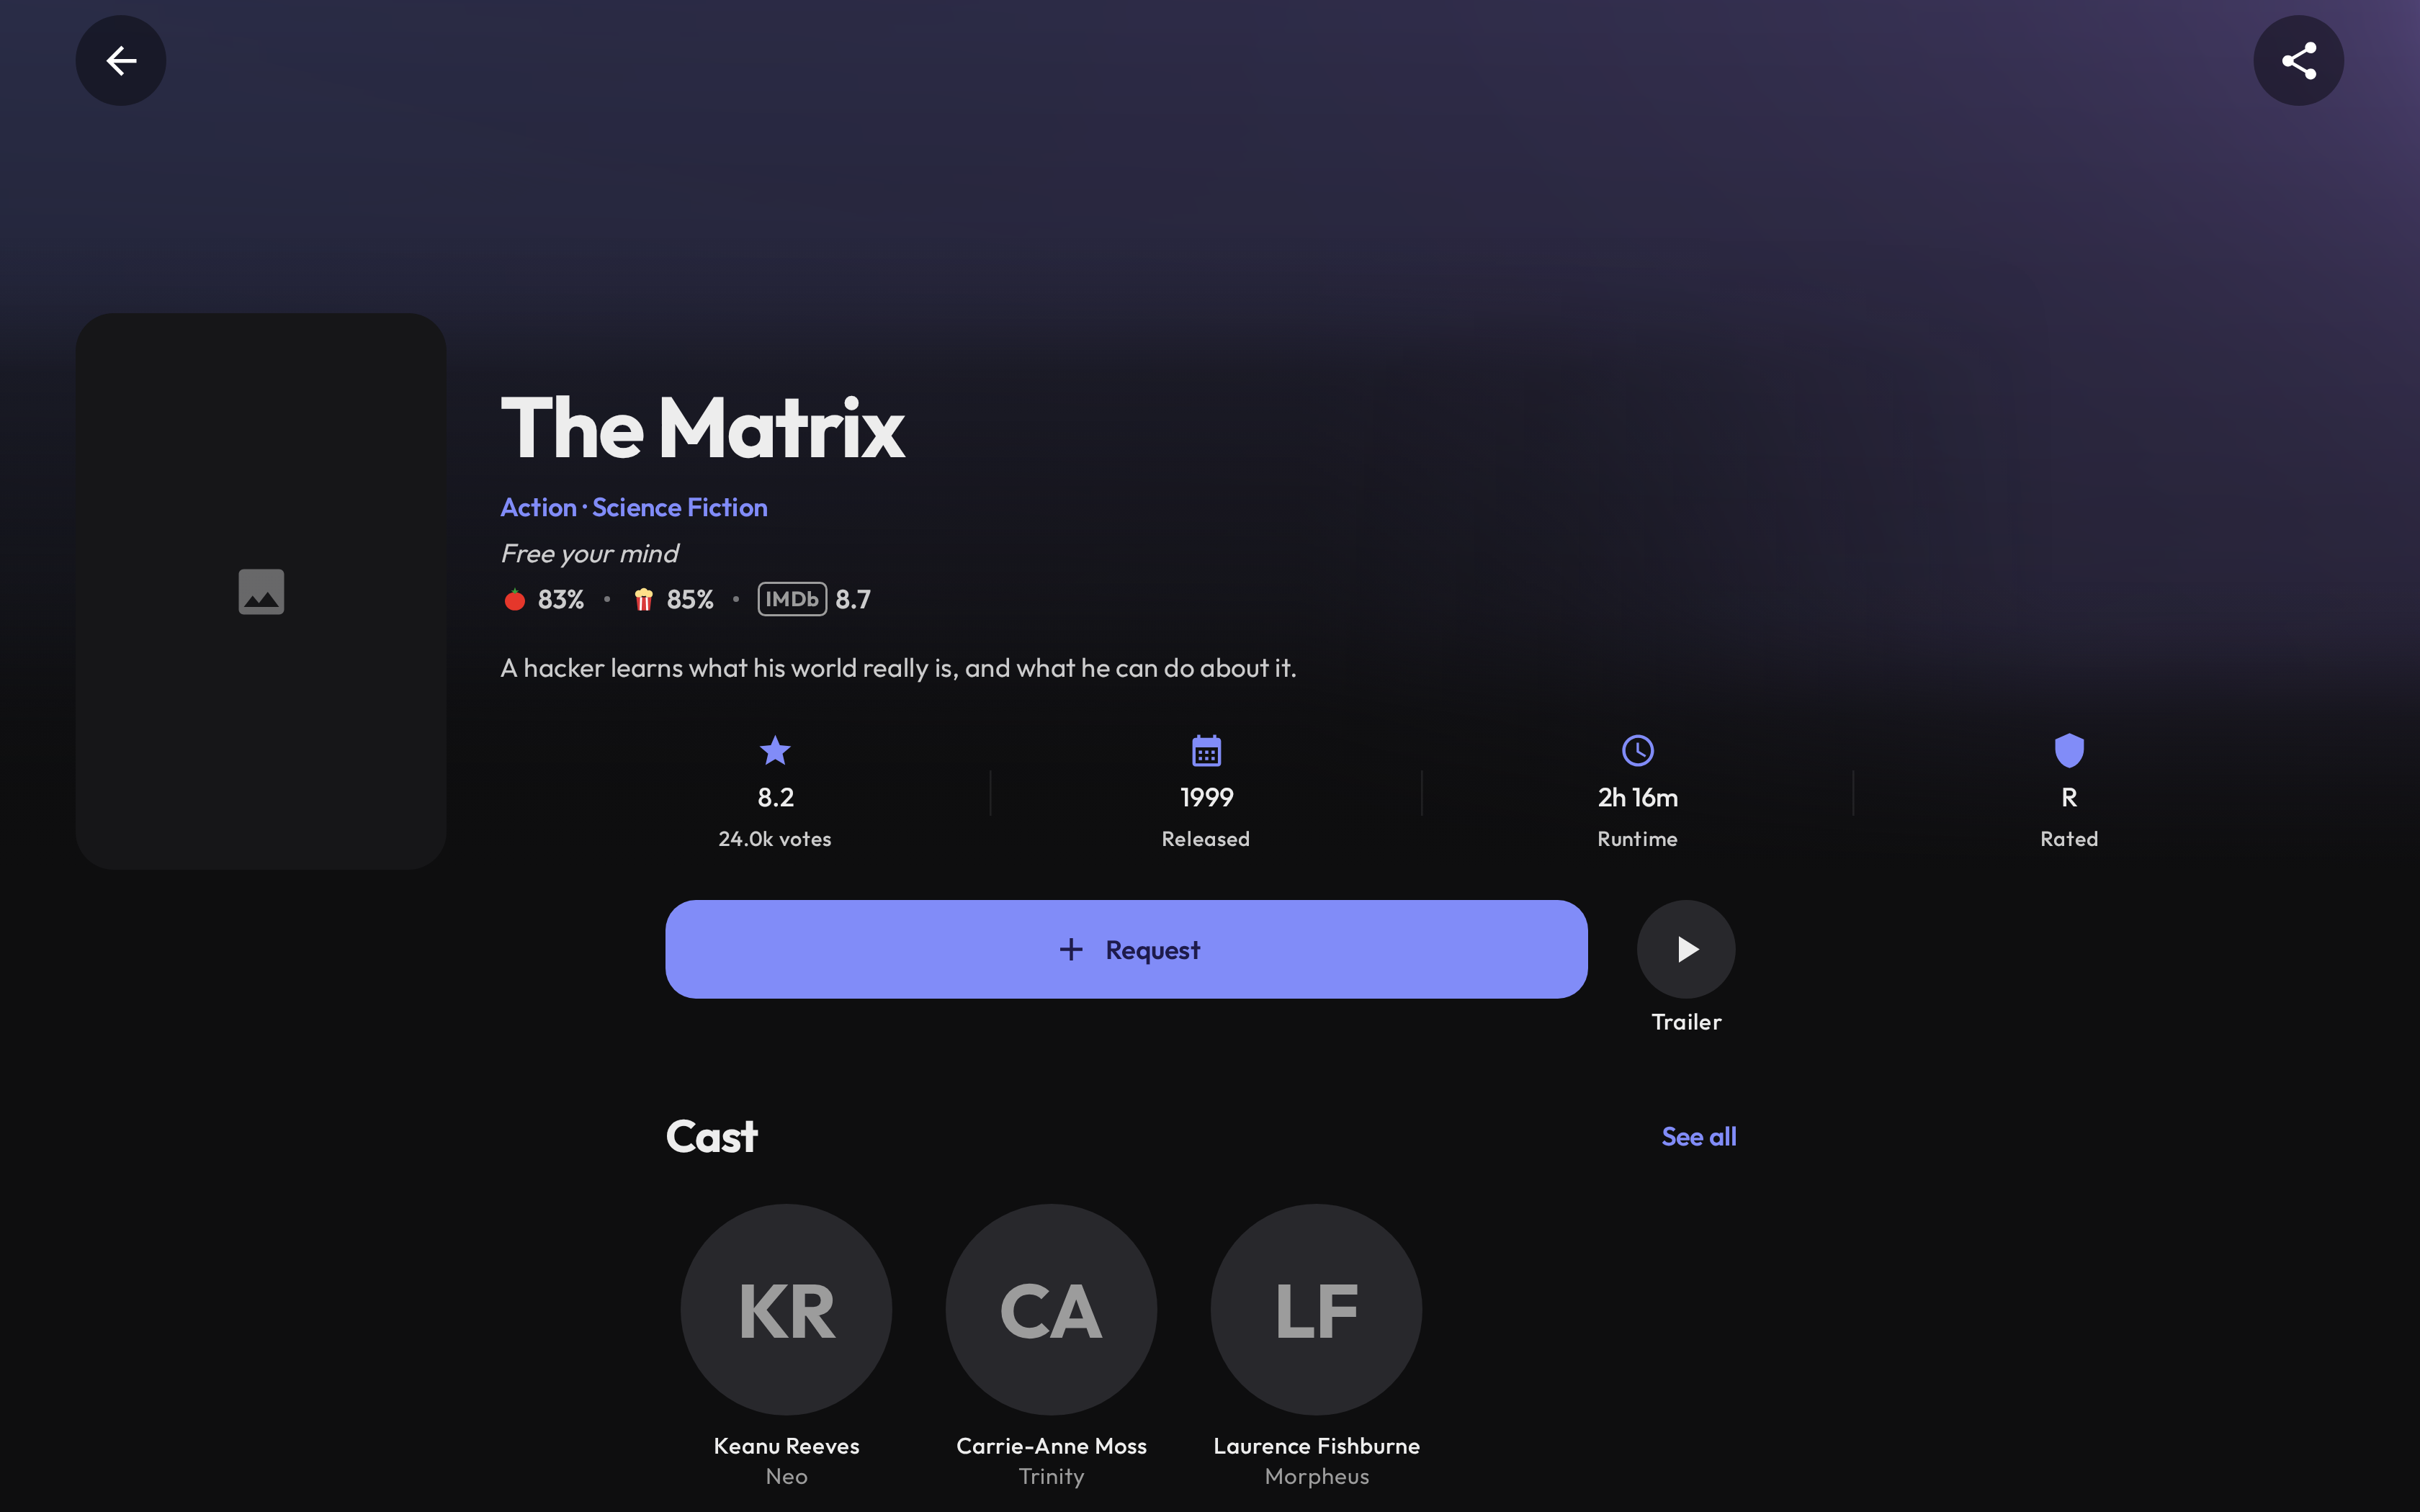 The Matrix
Action · Science Fiction
Free your mind
83% • 85% • IMDb 8.7
A hacker learns what his world really is, and what he can do about it.
8.2 1999 2h 16m R
24.0k votes Released Runtime Rated
+ Request
Trailer
Cast See all
KR CA LF
Keanu Reeves Carrie-Anne Moss Laurence Fishburne
Neo Trinity Morpheus